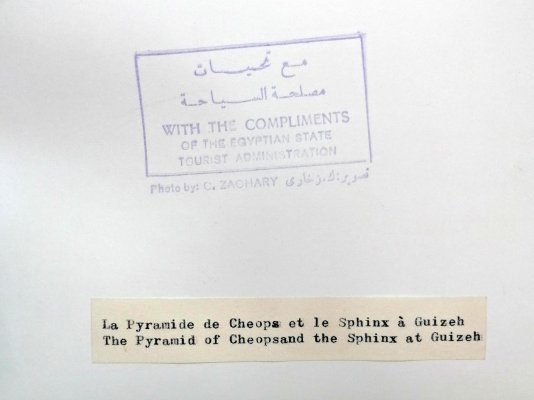 مع تحيات
مصلحة السياحة
WITH THE COMPLIMENTS
OF THE EGYPTIAN STATE
TOURIST ADMINISTRATION
Photo by: C. ZACHARY تصوير: ك. زخارى
La Pyramide de Cheops et le Sphinx à Guizeh
The Pyramid of Cheopsand the Sphinx at Guizeh